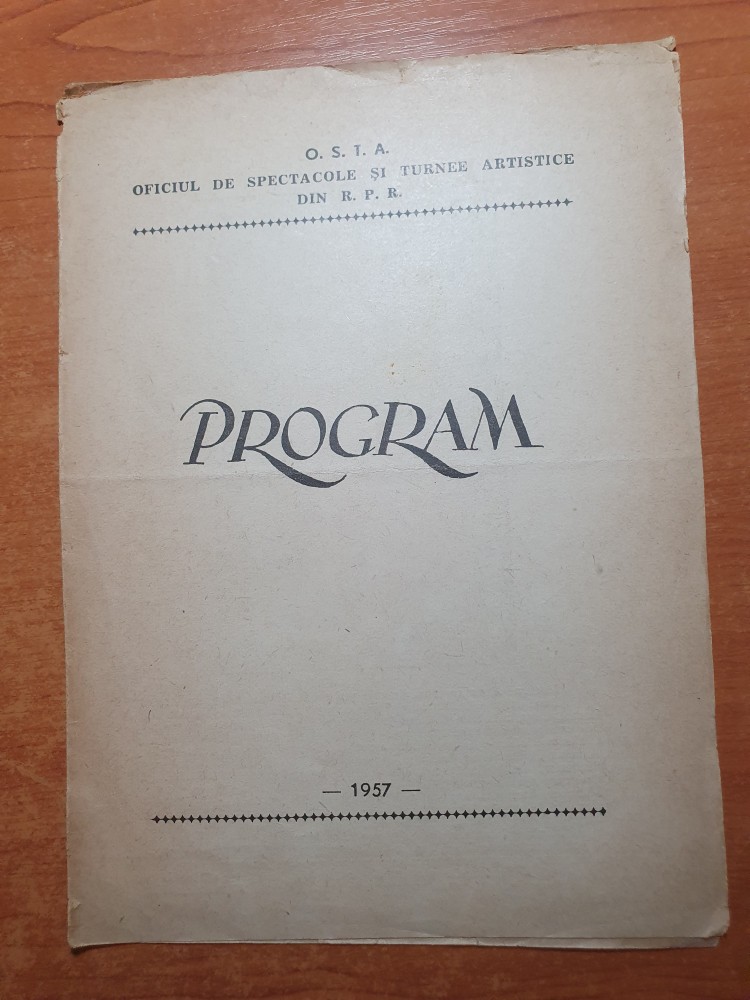 O. S. T. A.
OFICIUL DE SPECTACOLE ȘI TURNEE ARTISTICE
DIN R. P. R.
PROGRAM
— 1957 —